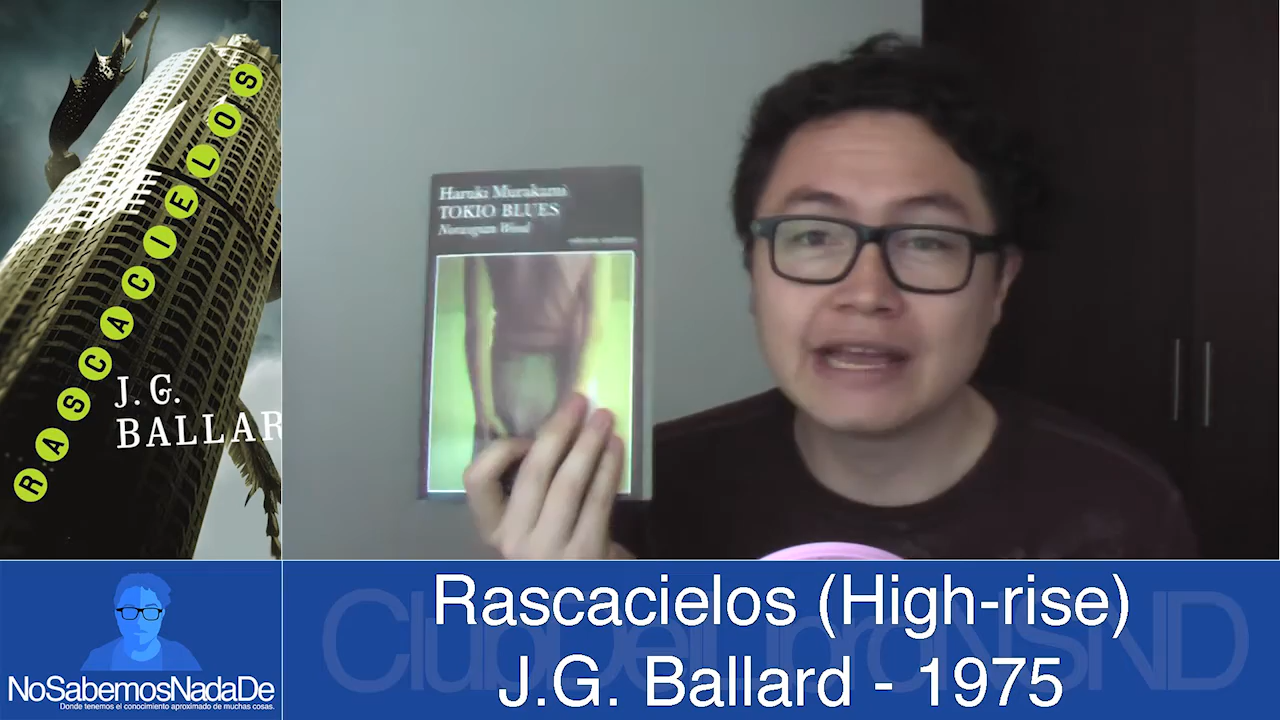 RASCACIELOS
J. G.
BALLAR
Haruki Murakami
TOKIO BLUES
Norwegian Wood
Rascacielos (High-rise)
J.G. Ballard - 1975
ClubDeLibroNSND
NoSabemosNadaDe
Donde tenemos el conocimiento aproximado de muchas cosas.